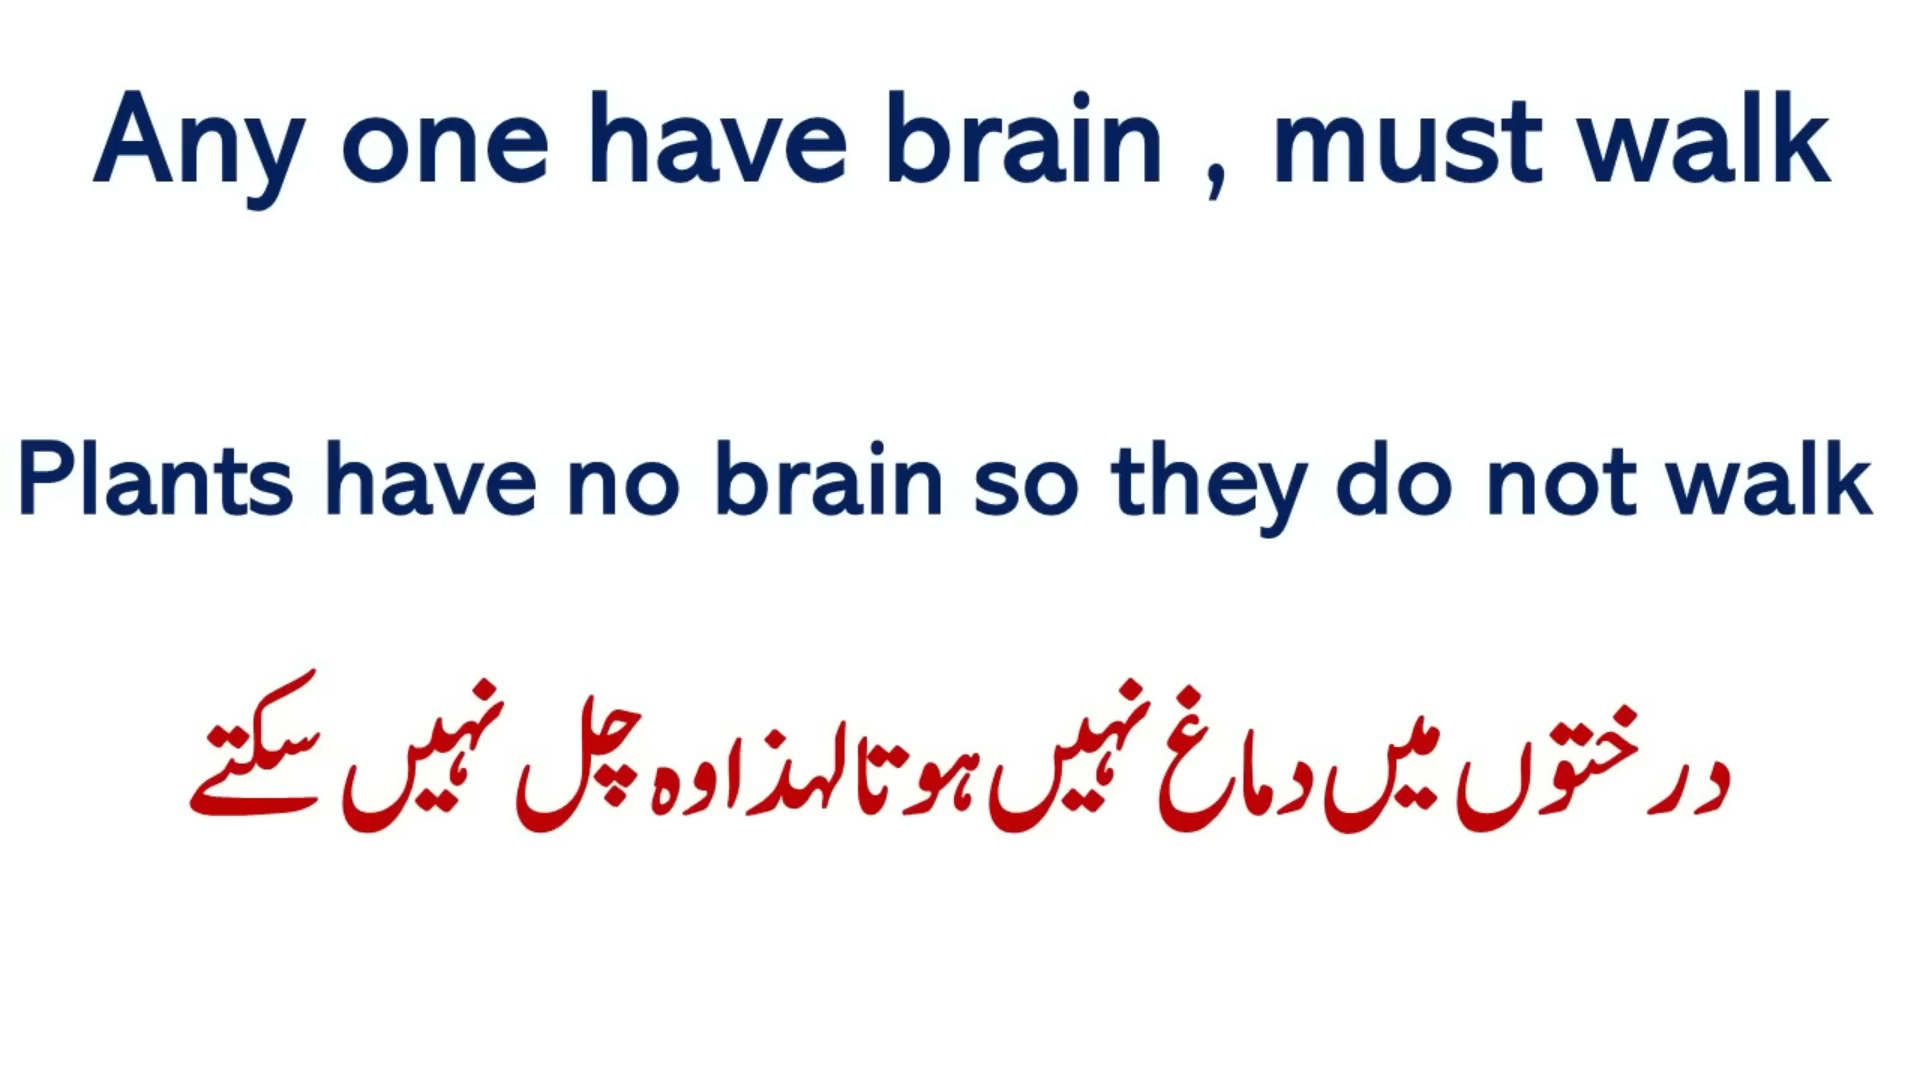 Any one have brain , must walk
Plants have no brain so they do not walk
درختوں میں دماغ نہیں ہوتا لہذا وہ چل نہیں سکتے